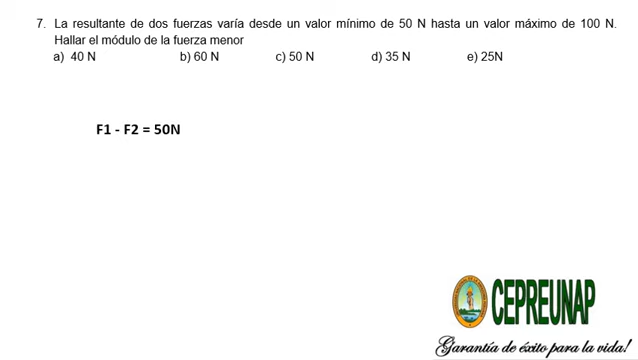 7. La resultante de dos fuerzas varía desde un valor mínimo de 50 N hasta un valor máximo de 100 N.
Hallar el módulo de la fuerza menor
a) 40 N b) 60 N c) 50 N d) 35 N e) 25N
F1 - F2 = 50N
CEPREUNAP
Garantía de éxito para la vida!